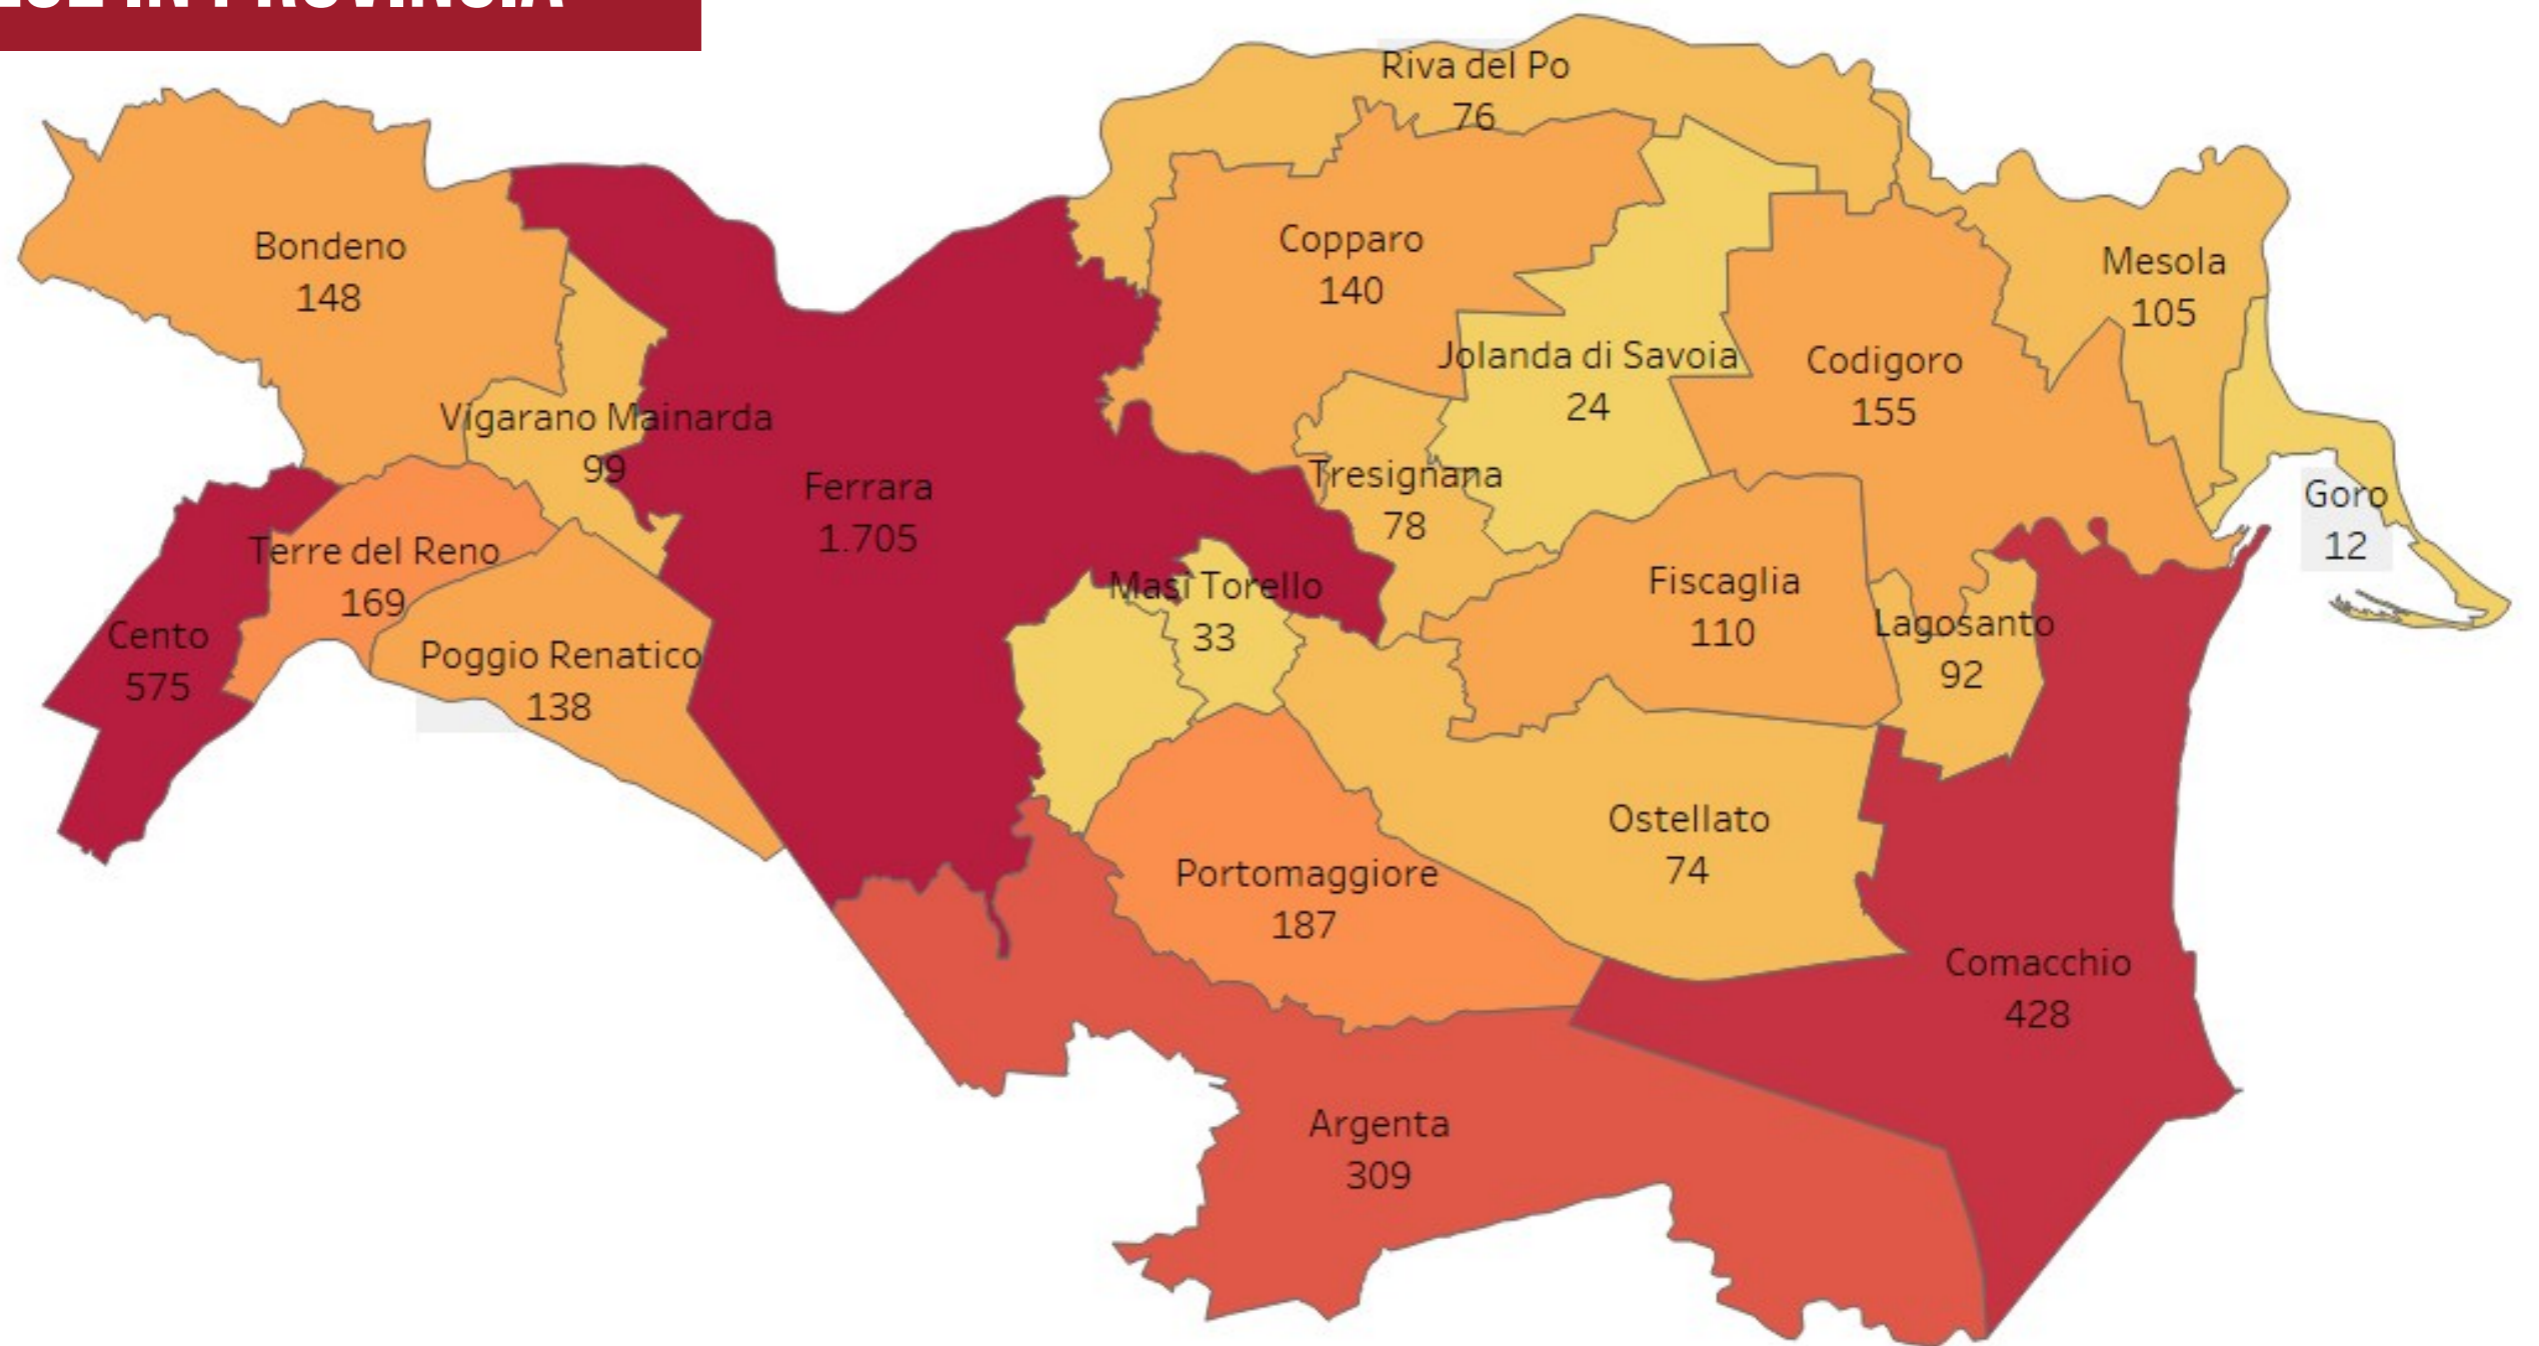 Riva del Po
76
Bondeno
148
Copparo
140
Mesola
105
Jolanda di Savoia
24
Codigoro
155
Vigarano Mainarda
99
Ferrara
1.705
Tresignana
78
Goro
12
Terre del Reno
169
Masi Torello
33
Fiscaglia
110
Lagosanto
92
Cento
575
Poggio Renatico
138
Ostellato
74
Portomaggiore
187
Comacchio
428
Argenta
309